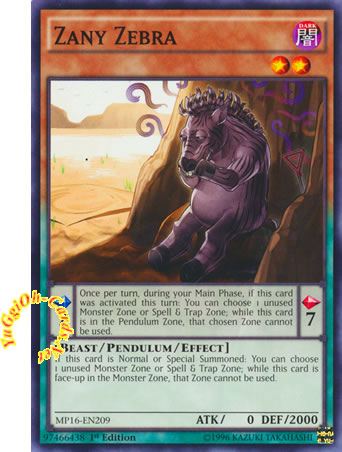 ZANY ZEBRA
DARK
闇
Once per turn, during your Main Phase, if this card
was activated this turn: You can choose 1 unused
Monster Zone or Spell & Trap Zone; while this card
is in the Pendulum Zone, that chosen Zone cannot
be used.
7
EAST/PENDULUM/EFFECT]
If this card is Normal or Special Summoned: You can choose
1 unused Monster Zone or Spell & Trap Zone; while this card is
face-up in the Monster Zone, that Zone cannot be used.
MP16-EN209
ATK/ 0 DEF/2000
97466438 1st Edition
©1996 KAZUKI TAKAHASHI
YuGgiOh-Cards.Net